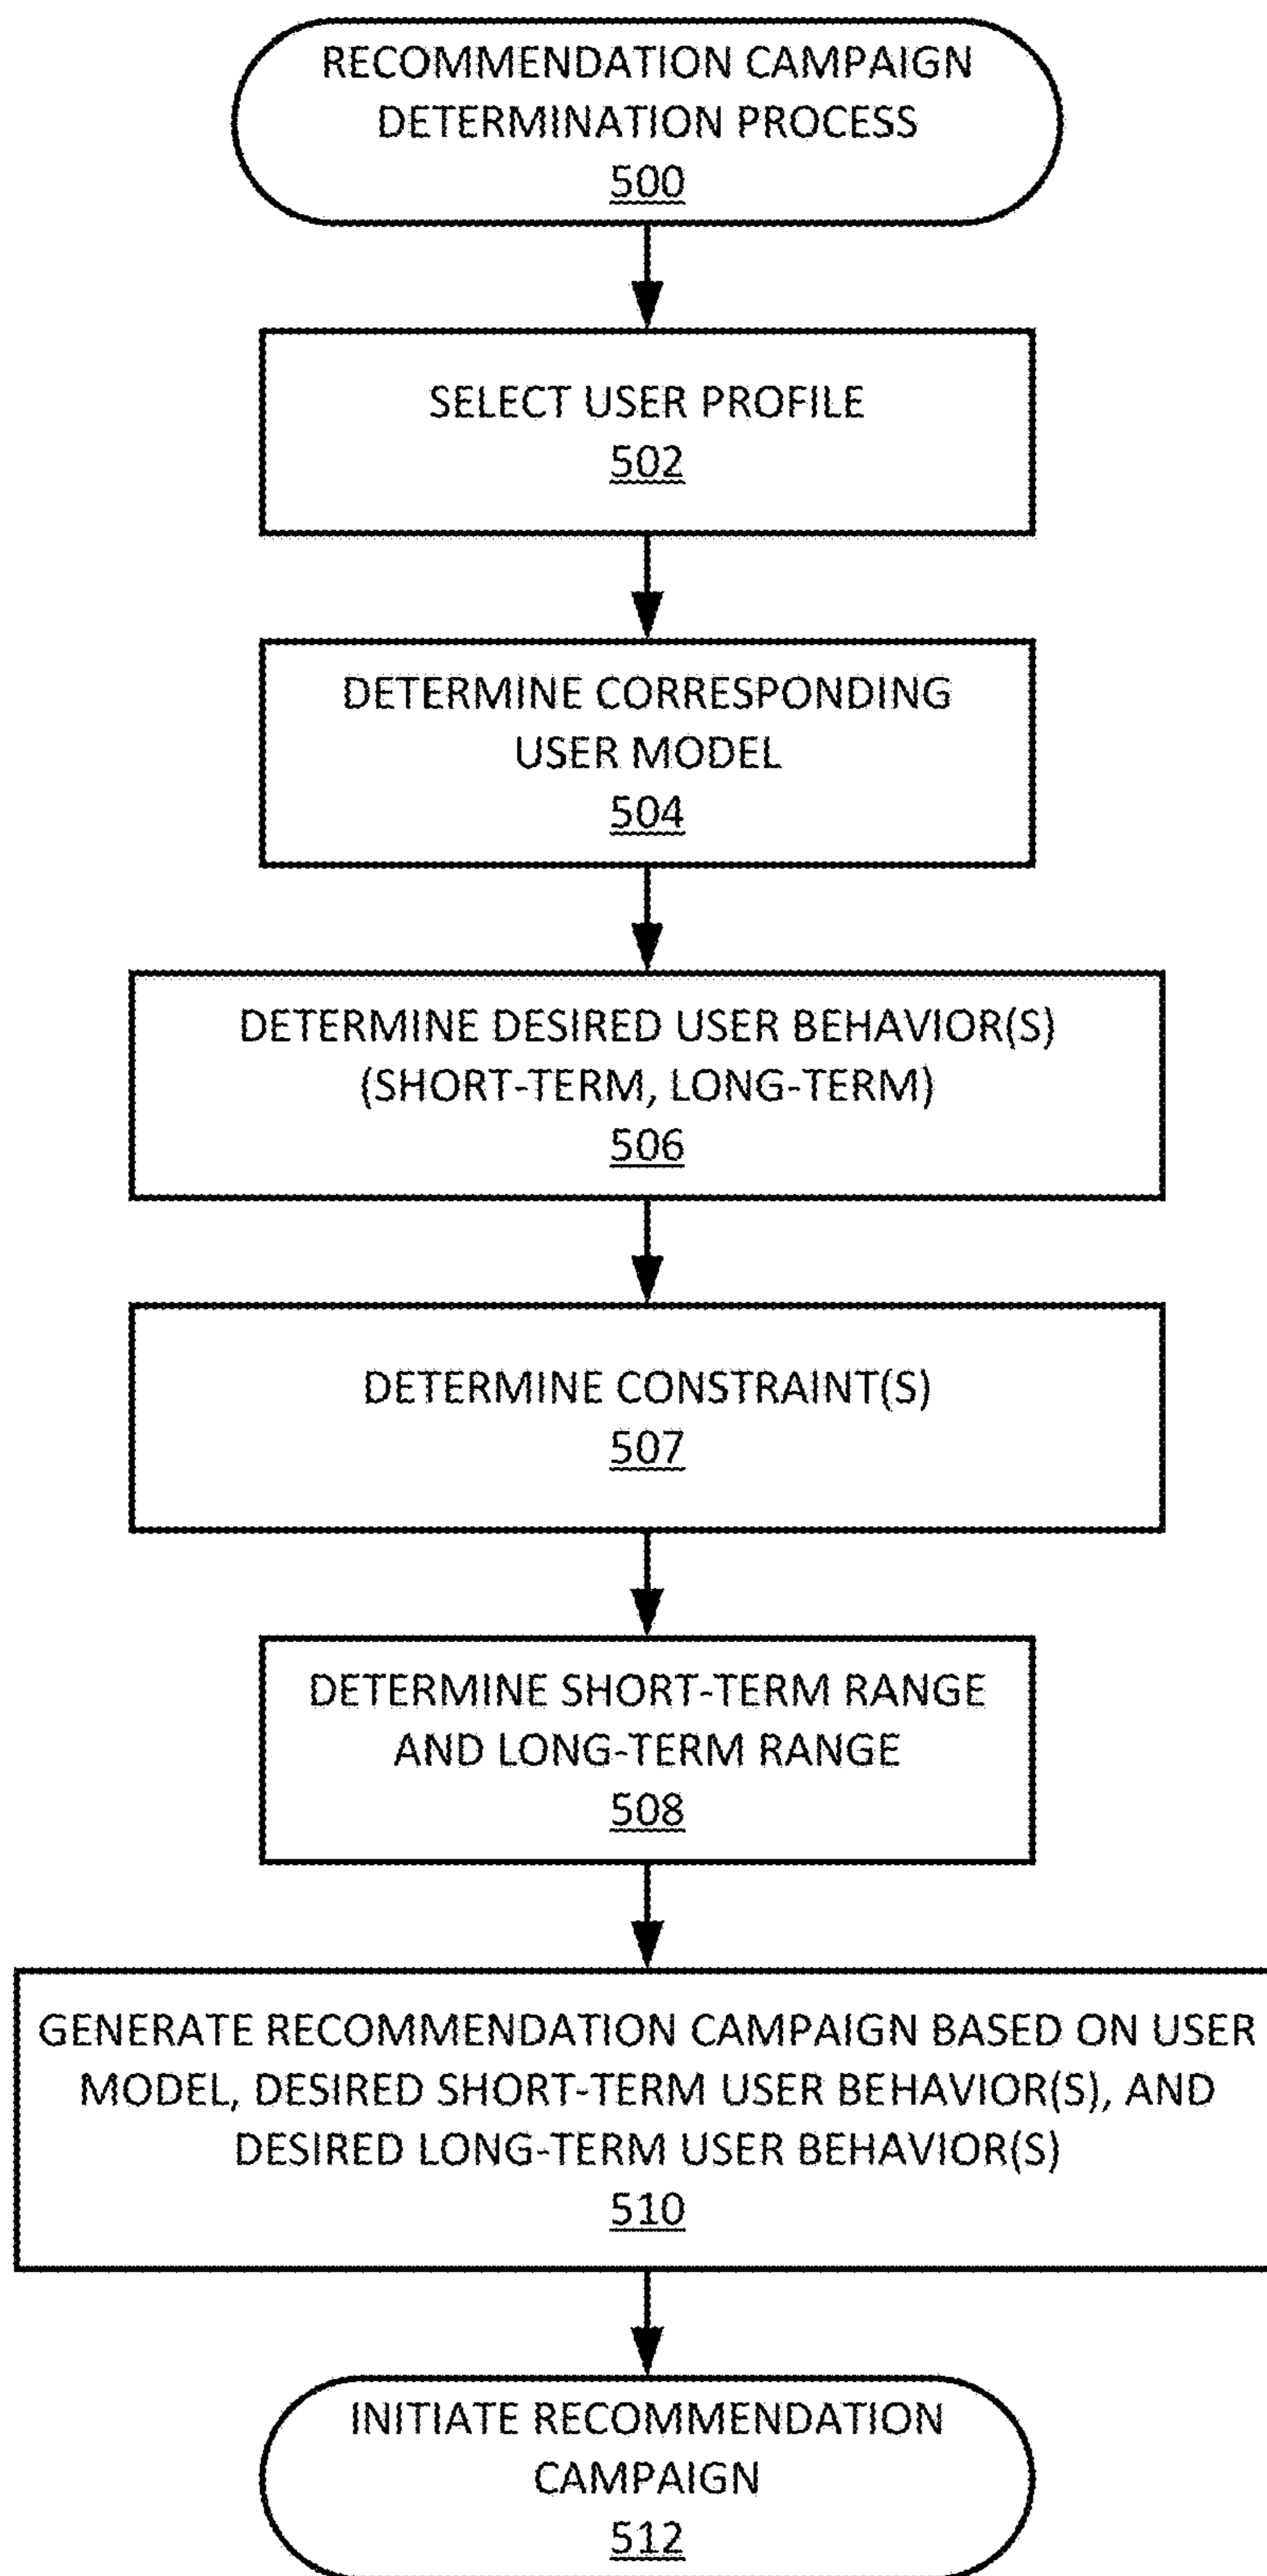 RECOMMENDATION CAMPAIGN
DETERMINATION PROCESS
500
SELECT USER PROFILE
502
DETERMINE CORRESPONDING
USER MODEL
504
DETERMINE DESIRED USER BEHAVIOR(S)
(SHORT-TERM, LONG-TERM)
506
DETERMINE CONSTRAINT(S)
507
DETERMINE SHORT-TERM RANGE
AND LONG-TERM RANGE
508
GENERATE RECOMMENDATION CAMPAIGN BASED ON USER
MODEL, DESIRED SHORT-TERM USER BEHAVIOR(S), AND
DESIRED LONG-TERM USER BEHAVIOR(S)
510
INITIATE RECOMMENDATION
CAMPAIGN
512